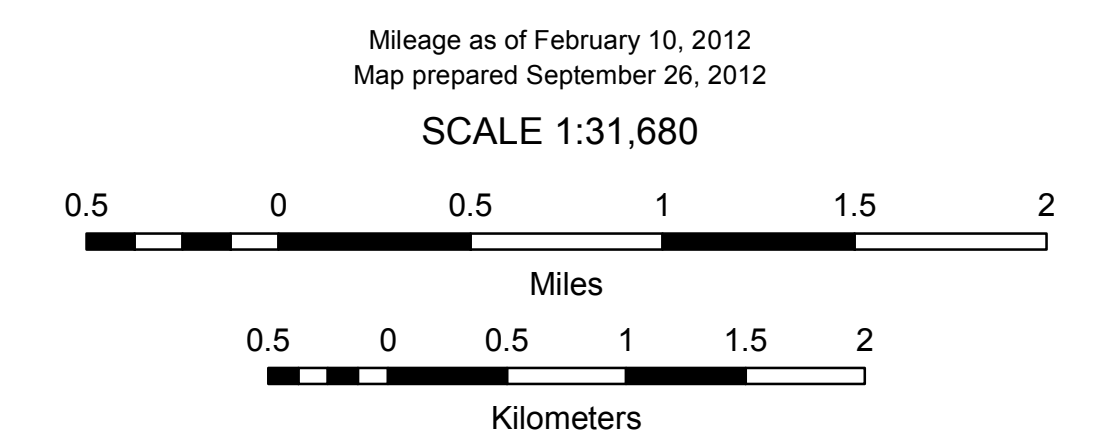 Mileage as of February 10, 2012
Map prepared September 26, 2012
SCALE 1:31,680
0.5 0 0.5 1 1.5 2
Miles
0.5 0 0.5 1 1.5 2
Kilometers